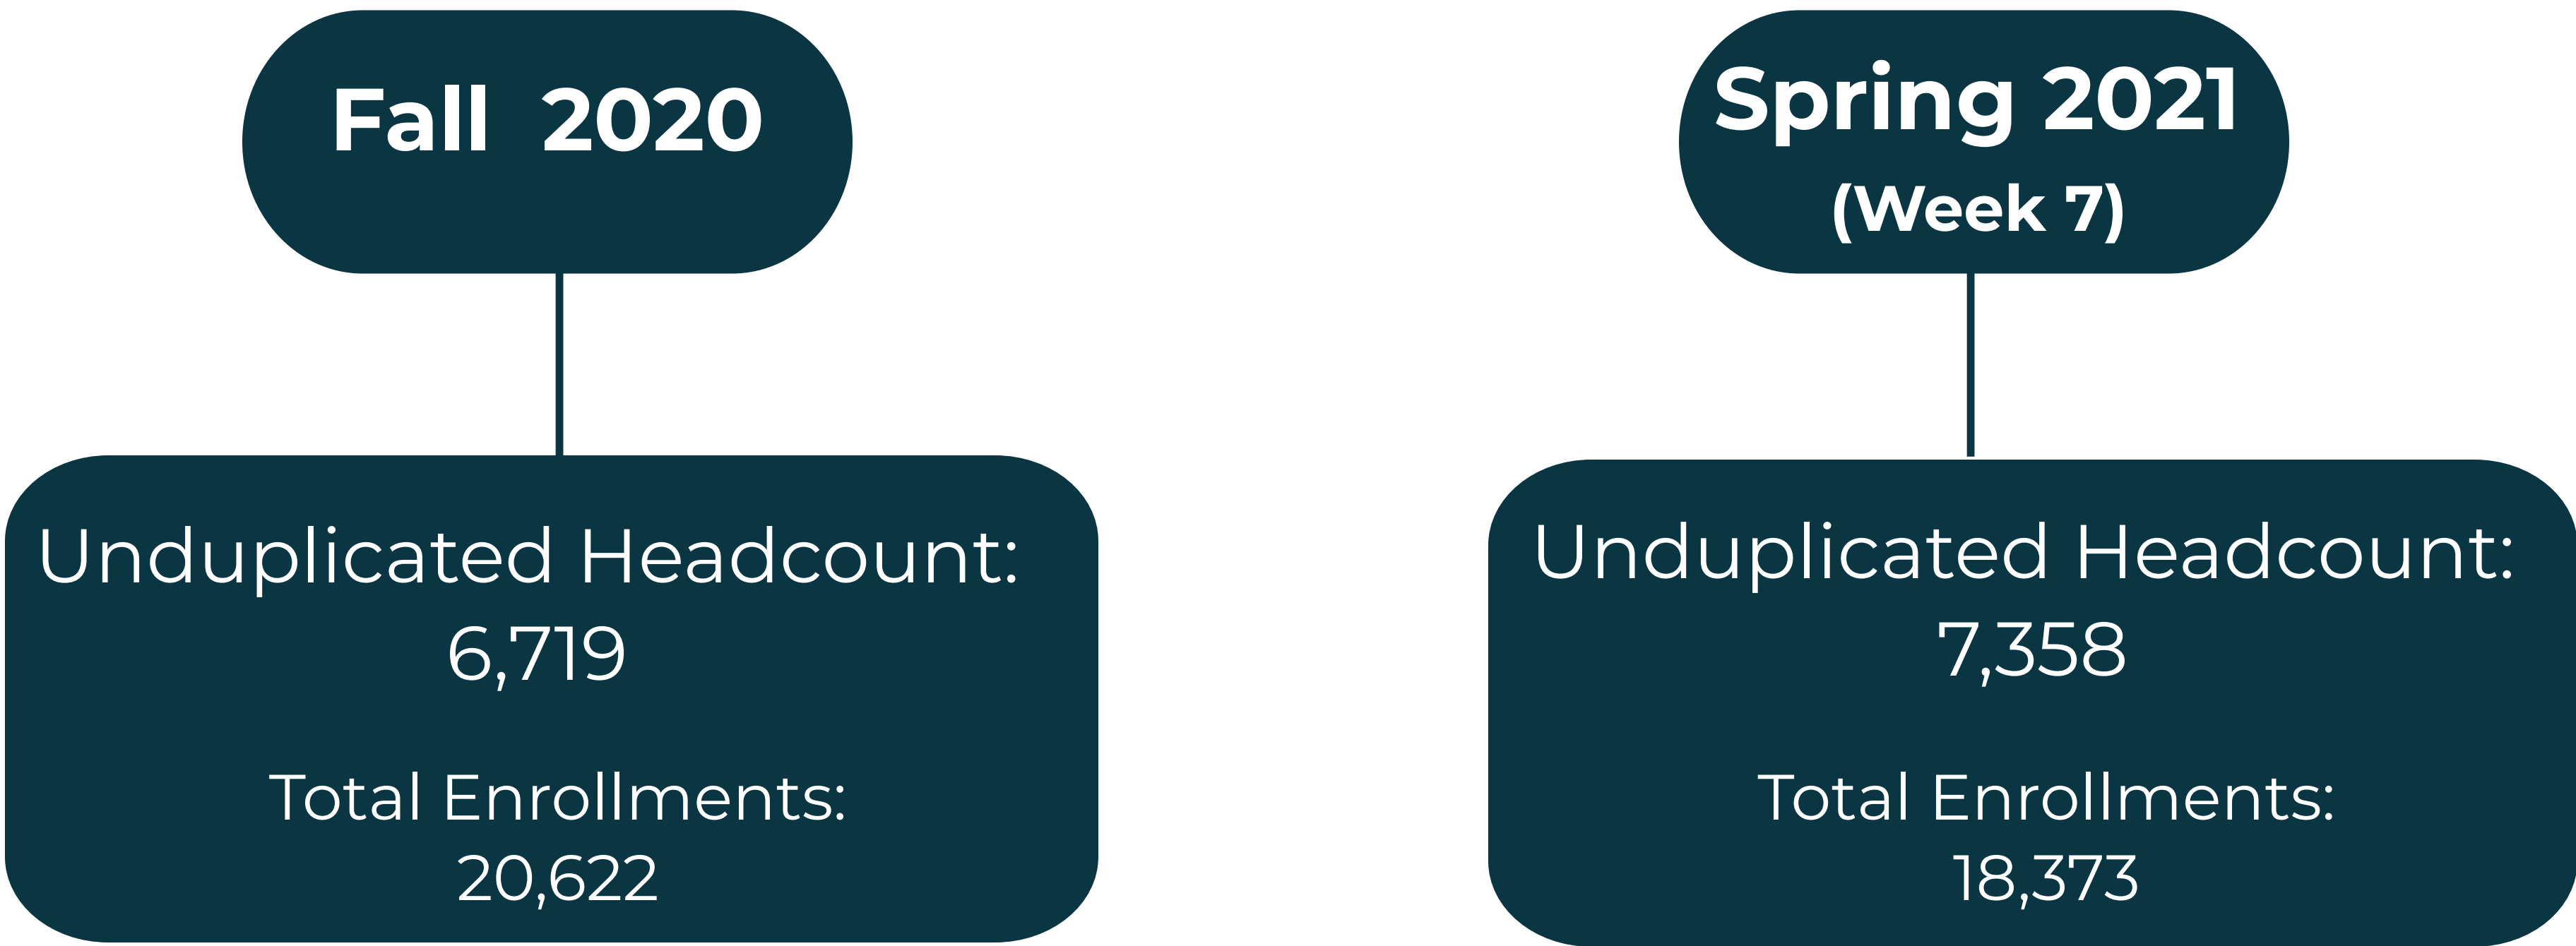 Fall  2020
Unduplicated Headcount:
6,719
Total Enrollments:
20,622
Spring 2021
(Week 7)
Unduplicated Headcount:
7,358
Total Enrollments:
18,373